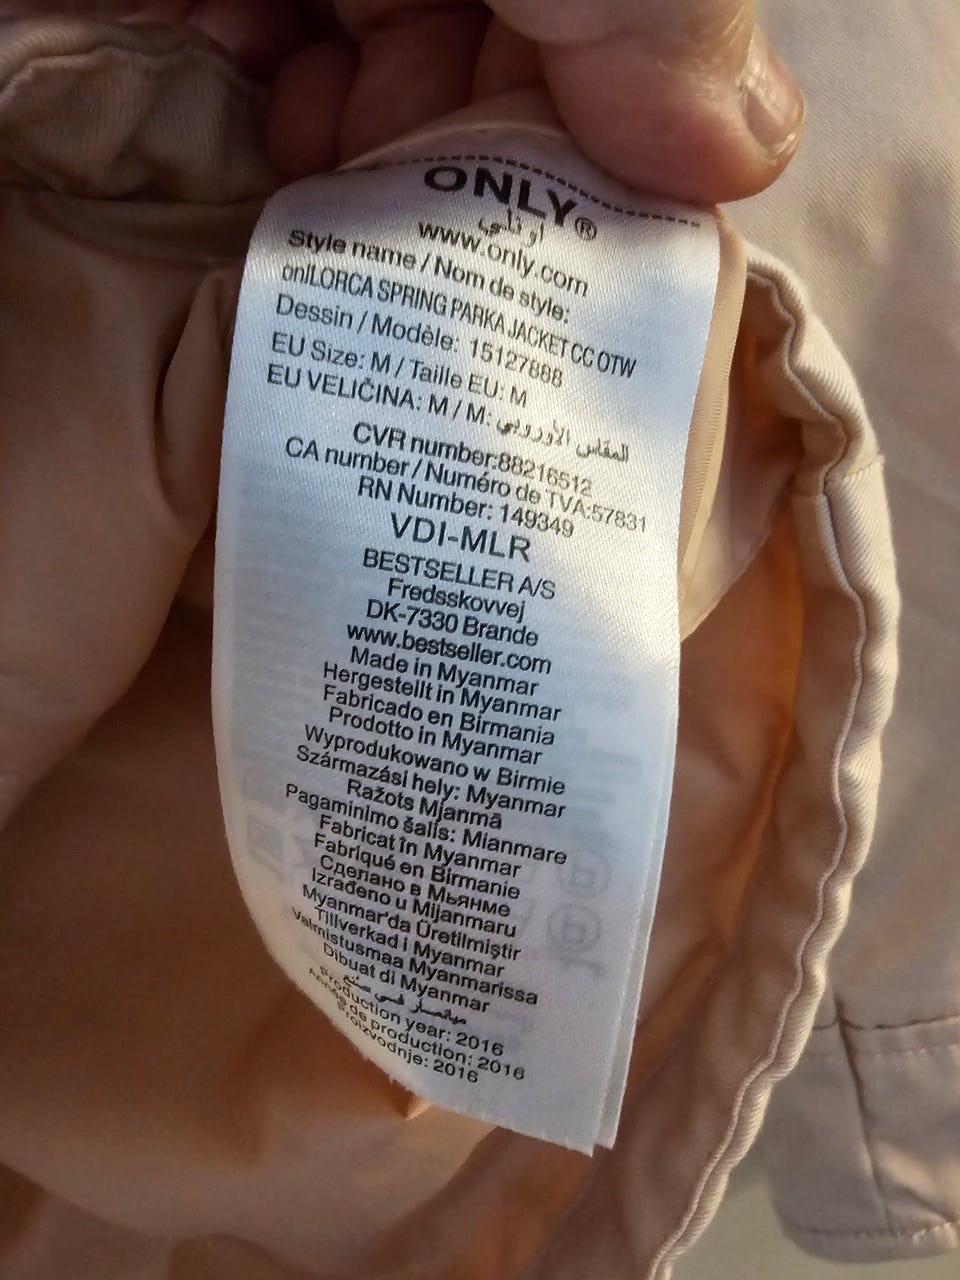 ONLY®
اونلي
www.only.com
Style name / Nom de style:
onlLORCA SPRING PARKA JACKET CC OTW
Dessin / Modèle: 15127888
EU Size: M / Taille EU: M
EU VELIČINA: M / M: المقاس الأوروبي
CVR number:88216512
CA number / Numéro de TVA:57831
RN Number: 149349
VDI-MLR
BESTSELLER A/S
Fredsskovvej
DK-7330 Brande
www.bestseller.com
Made in Myanmar
Hergestellt in Myanmar
Fabricado en Birmania
Prodotto in Myanmar
Wyprodukowano w Birmie
Származási hely: Myanmar
Ražots Mjanmā
Pagaminimo šalis: Mianmare
Fabricat în Myanmar
Fabriqué en Birmanie
Сделано в Мьянме
Izrađeno u Mijanmaru
Myanmar'da Üretilmiştir
Tillverkad i Myanmar
Valmistusmaa Myanmarissa
Dibuat di Myanmar
Production year: 2016
Année de production: 2016
Proizvodnje: 2016